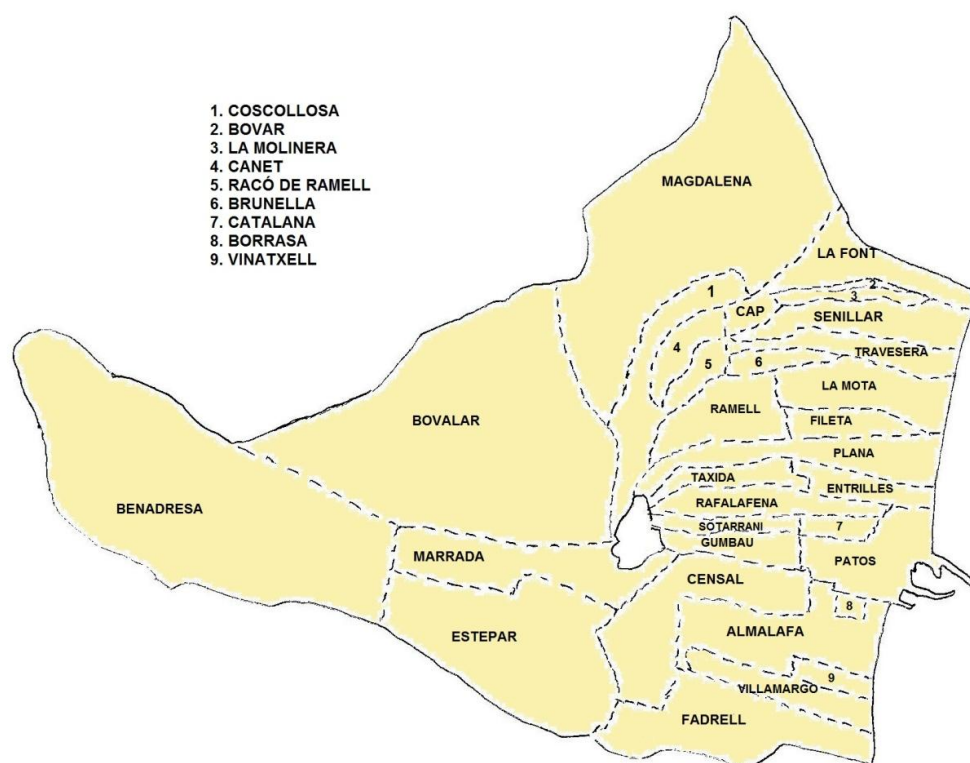 1. COSCOLLOSA
2. BOVAR
3. LA MOLINERA
4. CANET
5. RACÓ DE RAMELL
6. BRUNELLA
7. CATALANA
8. BORRASA
9. VINATXELL
MAGDALENA
LA FONT
1
2
3
CAP
SENILLAR
4
5
6
TRAVESERA
LA MOTA
BOVALAR
RAMELL
FILETA
PLANA
TAXIDA
ENTRILLES
BENADRESA
RAFALAFENA
SOTARRANI
7
GUMBAU
MARRADA
PATOS
CENSAL
8
ESTEPAR
ALMALAFA
9
VILLAMARGO
FADRELL